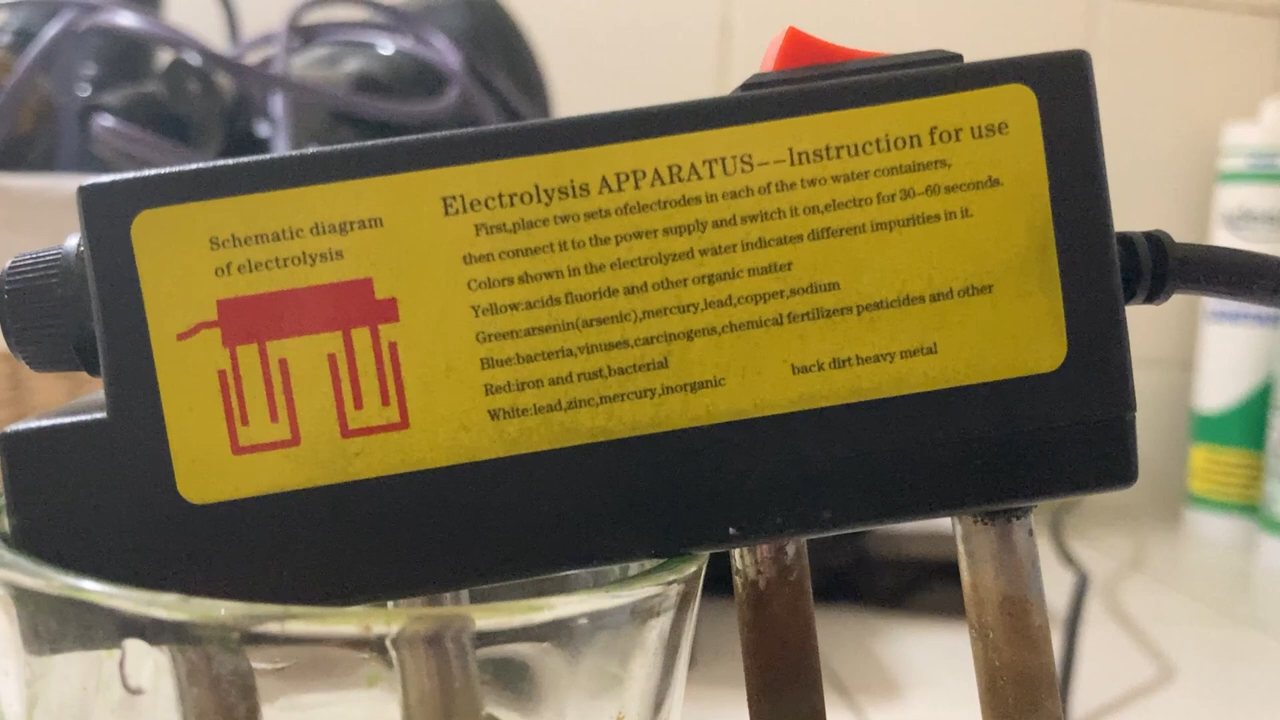 Schematic diagram
of electrolysis
Electrolysis APPARATUS--Instruction for use
First,place two sets ofelectrodes in each of the two water containers,
then connect it to the power supply and switch it on,electro for 30-60 seconds.
Colors shown in the electrolyzed water indicates different impurities in it.
Yellow:acids fluoride and other organic matter
Green:arsenin(arsenic),mercury,lead,copper,sodium
Blue:bacteria,vinuses,carcinogens,chemical fertilizers pesticides and other
Red:iron and rust,bacterial
back dirt heavy metal
White:lead,zinc,mercury,inorganic